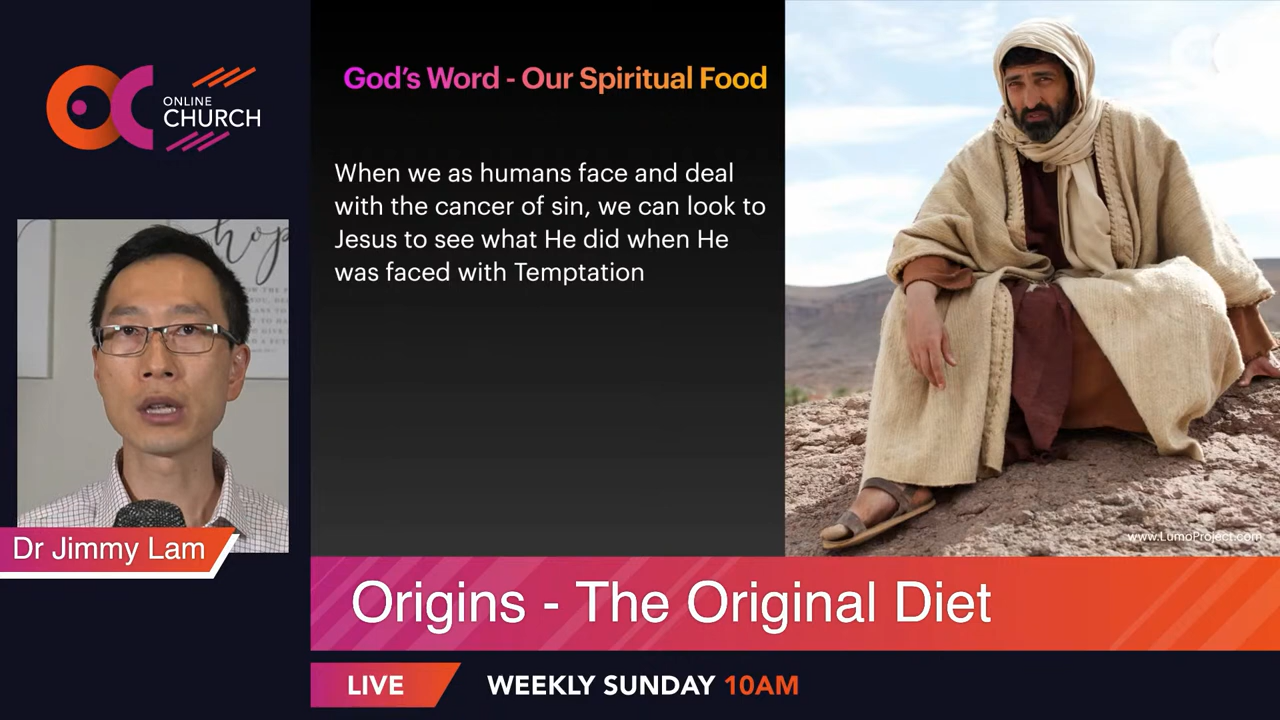 ONLINE
CHURCH
God's Word - Our Spiritual Food
When we as humans face and deal
with the cancer of sin, we can look to
Jesus to see what He did when He
was faced with Temptation
www.LumoProject.com
Dr Jimmy Lam
Origins - The Original Diet
LIVE
WEEKLY SUNDAY 10AM